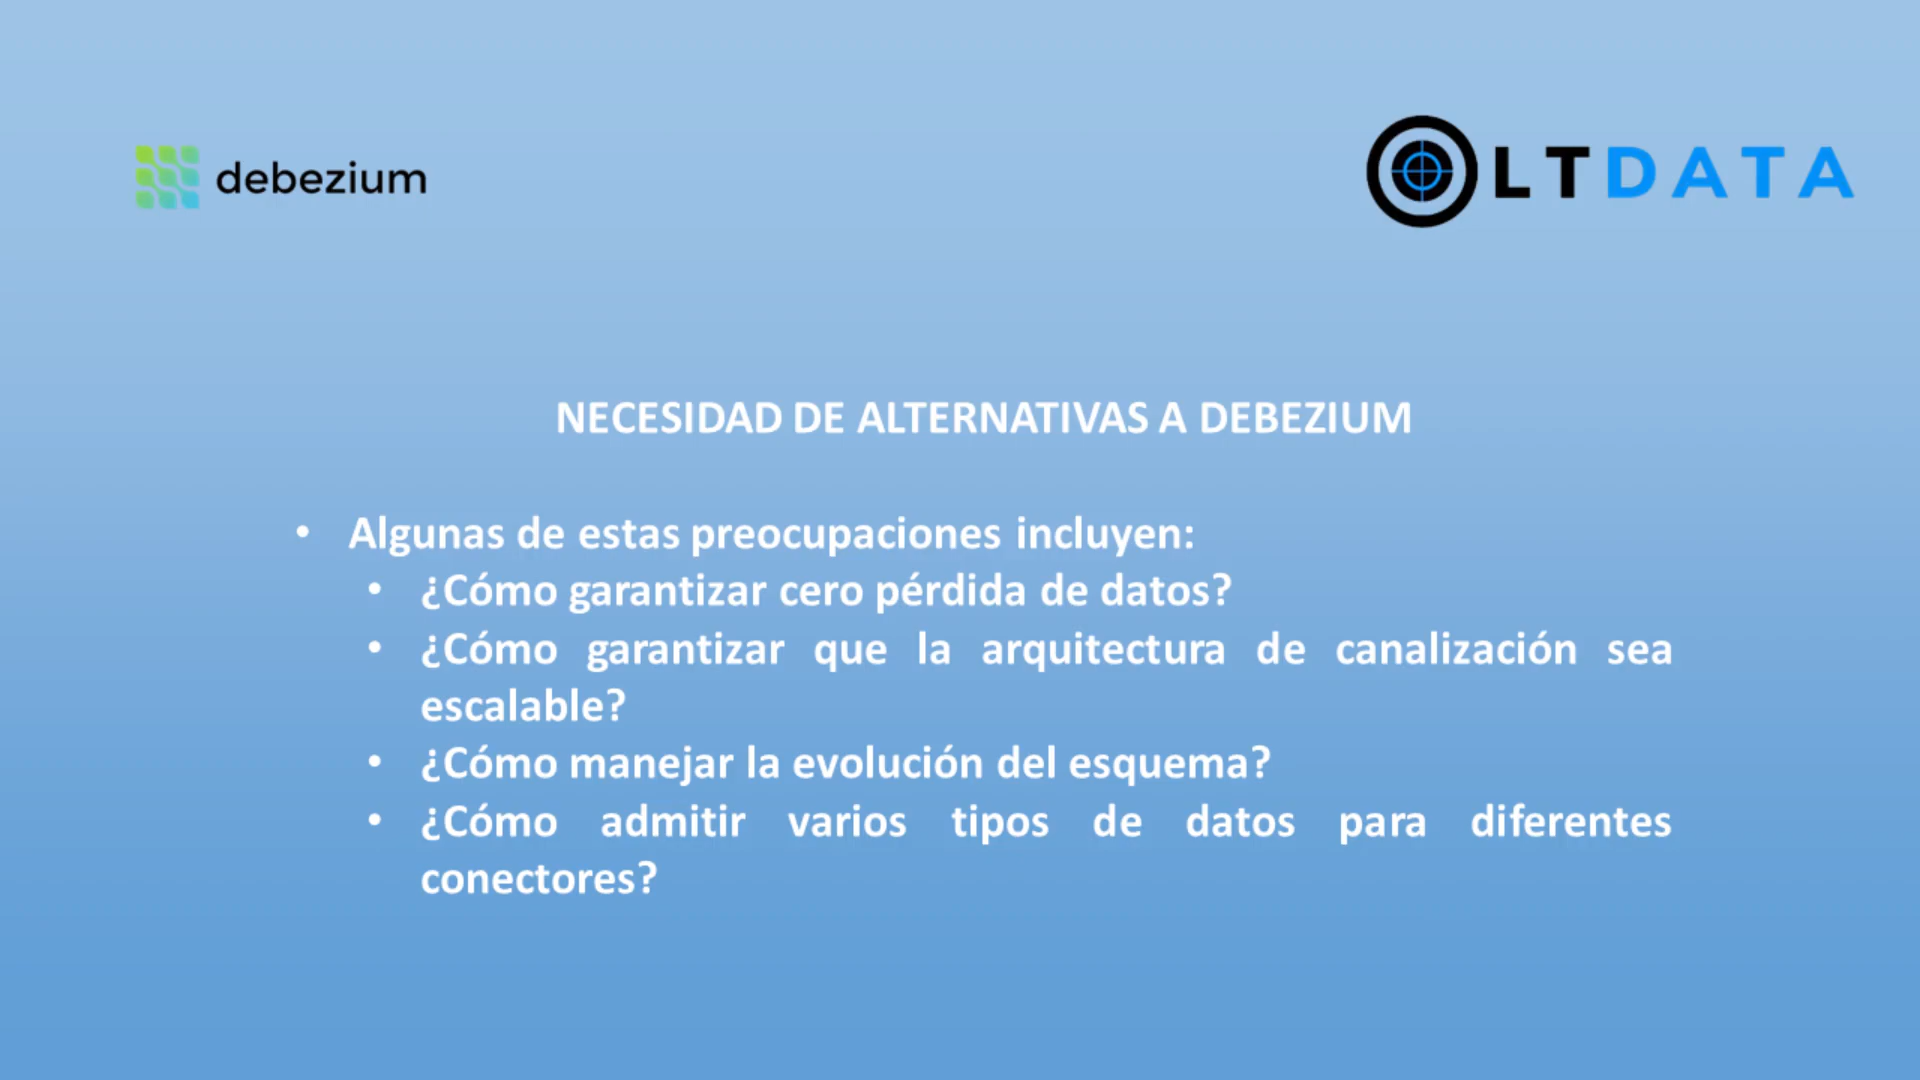 debezium
LTDATA
NECESIDAD DE ALTERNATIVAS A DEBEZIUM
• Algunas de estas preocupaciones incluyen:
• ¿Cómo garantizar cero pérdida de datos?
• ¿Cómo garantizar que la arquitectura de canalización sea
escalable?
• ¿Cómo manejar la evolución del esquema?
• ¿Cómo admitir varios tipos de datos para diferentes
conectores?